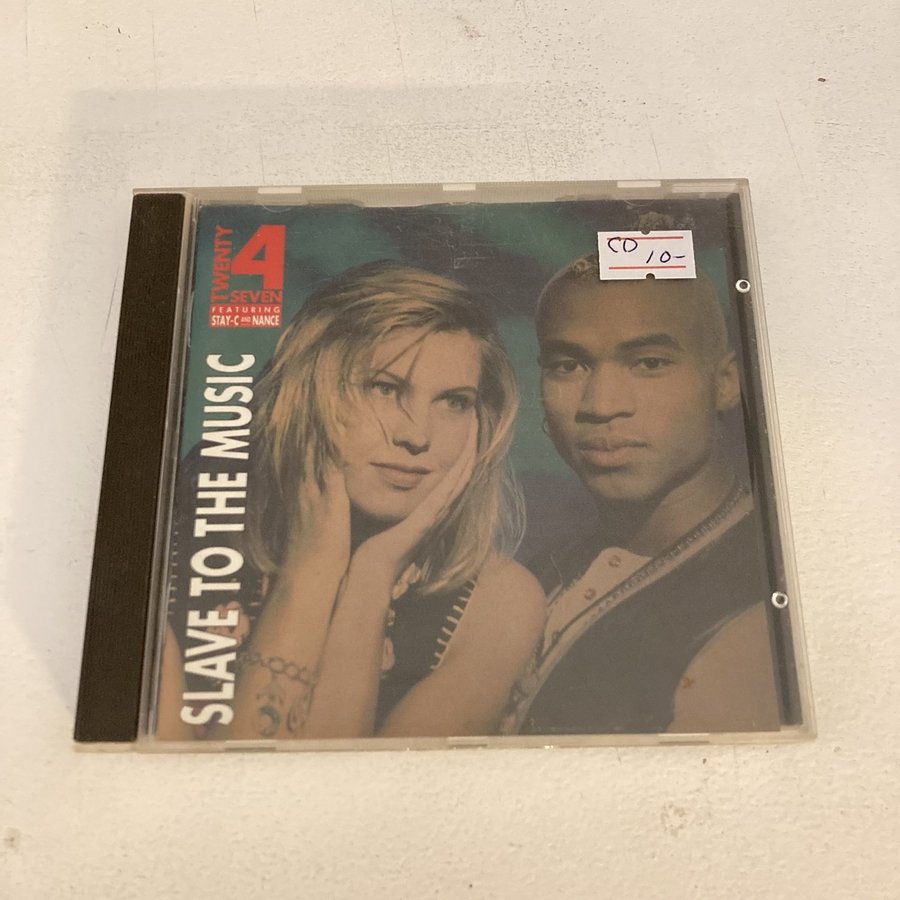 TWENTY
4
SEVEN
FEATURING
STAY-C AND NANCE
SLAVE TO THE MUSIC
CD 10-